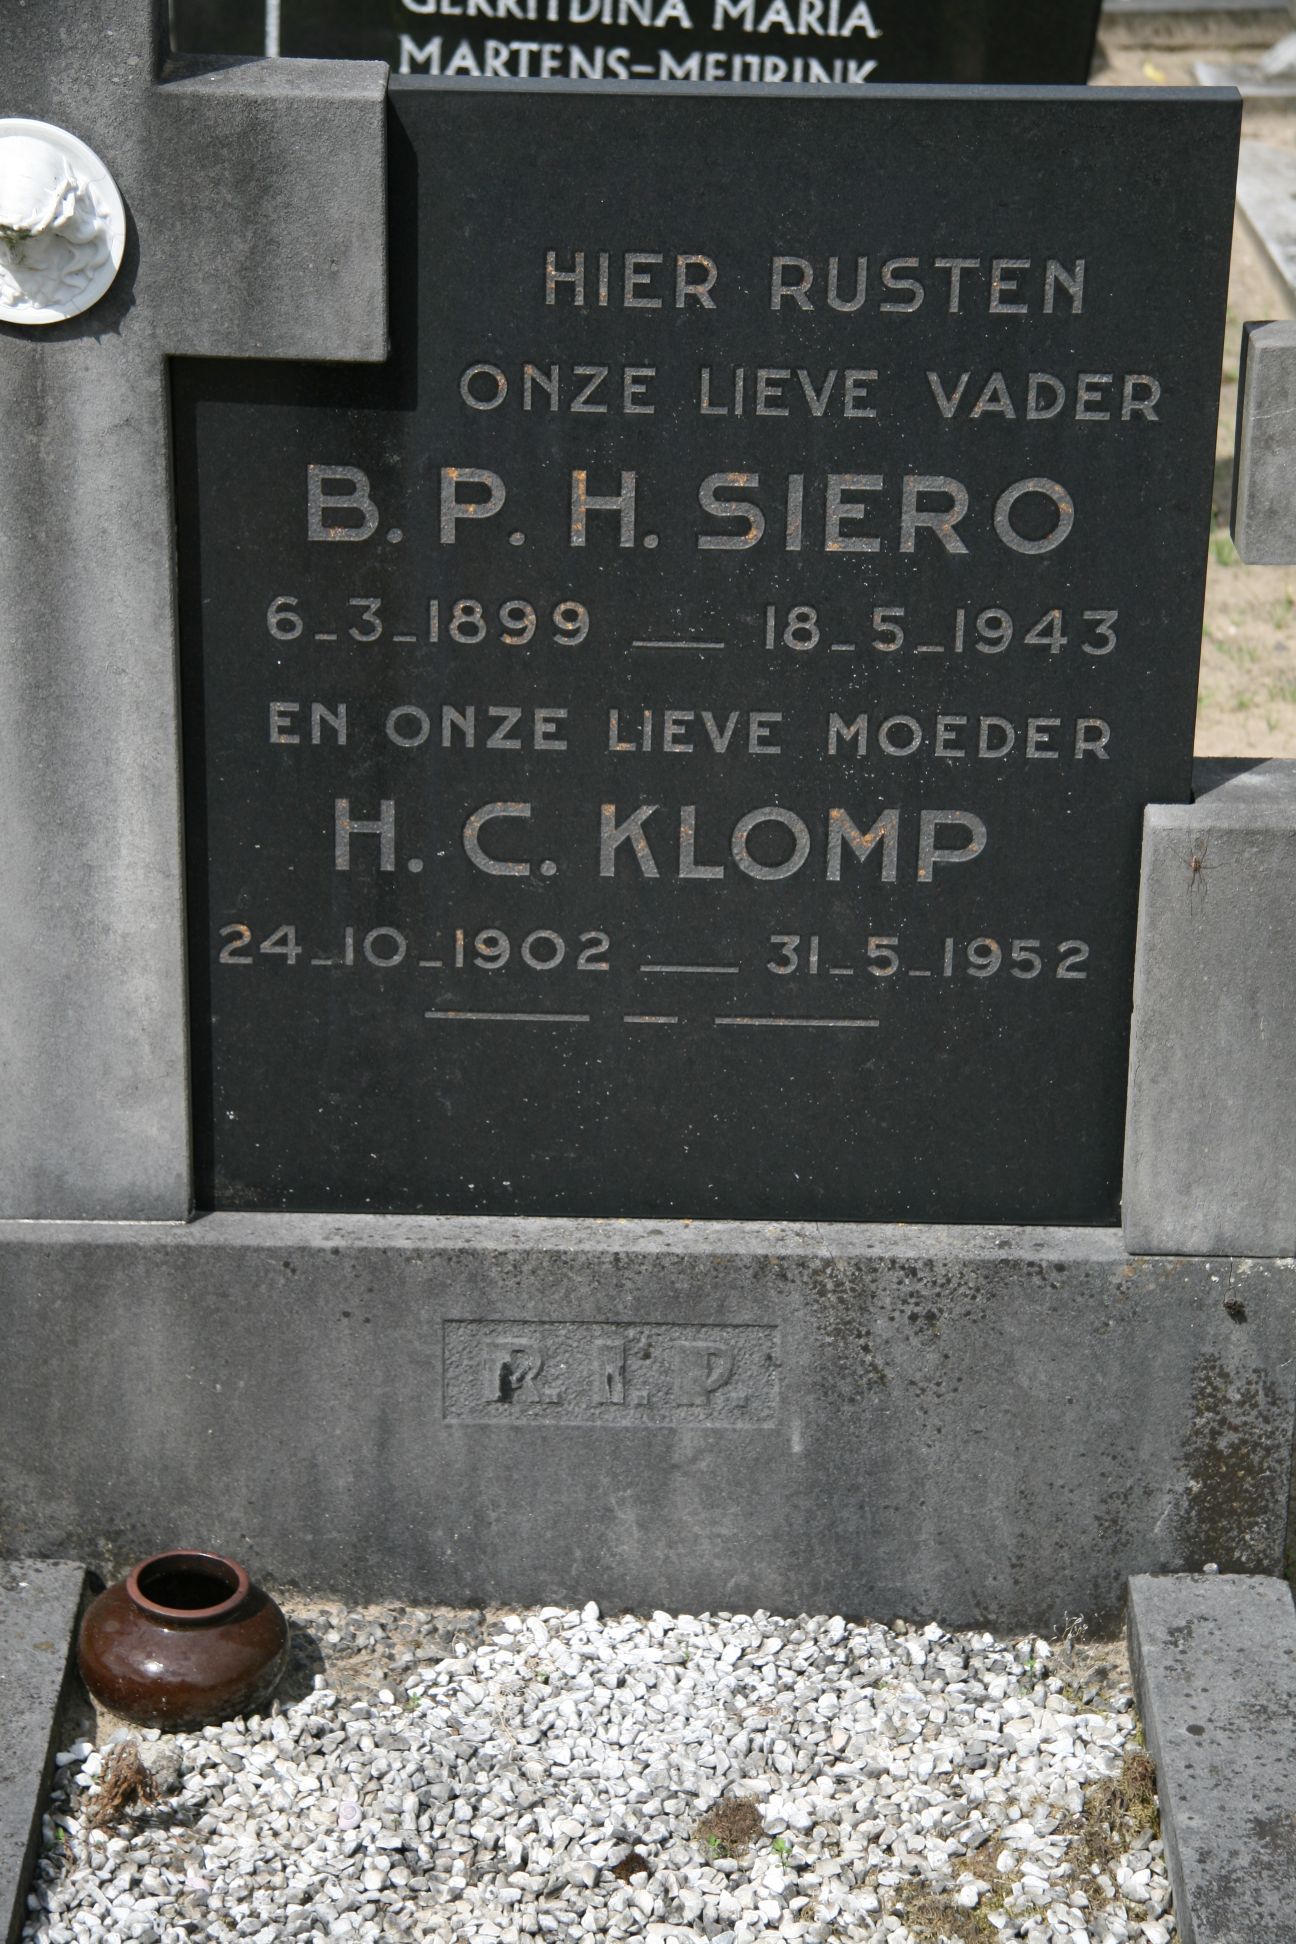 GERRITDINA MARIA
MARTENS-MEIJRINK
HIER RUSTEN
ONZE LIEVE VADER
B. P. H. SIERO
6-3-1899 — 18-5-1943
EN ONZE LIEVE MOEDER
H. C. KLOMP
24-10-1902 — 31-5-1952
R.I.P.